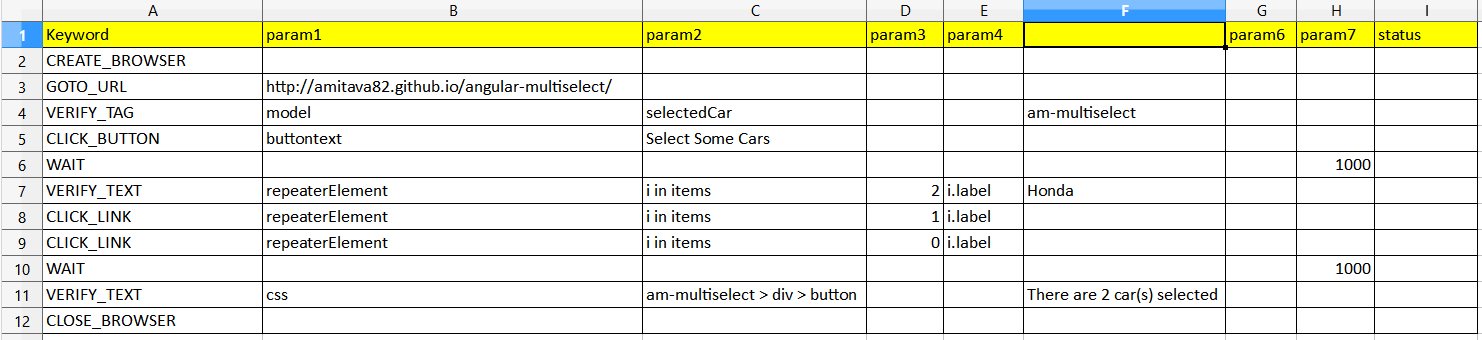 A B C D E F G H I
1 Keyword param1 param2 param3 param4 param6 param7 status
2 CREATE_BROWSER
3 GOTO_URL http://amitava82.github.io/angular-multiselect/
4 VERIFY_TAG model selectedCar am-multiselect
5 CLICK_BUTTON buttontext Select Some Cars
6 WAIT 1000
7 VERIFY_TEXT repeaterElement i in items 2 i.label Honda
8 CLICK_LINK repeaterElement i in items 1 i.label
9 CLICK_LINK repeaterElement i in items 0 i.label
10 WAIT 1000
11 VERIFY_TEXT css am-multiselect > div > button There are 2 car(s) selected
12 CLOSE_BROWSER